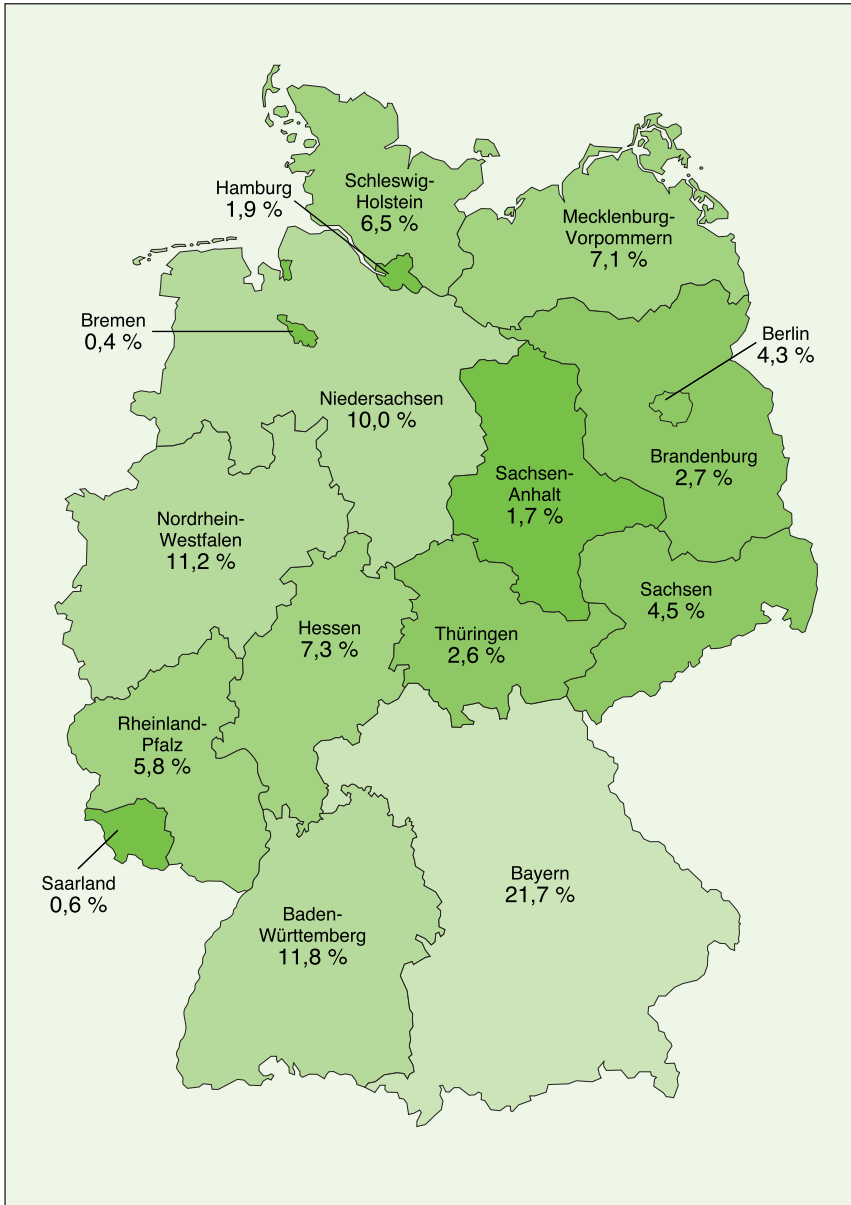 Schleswig-
Holstein
6,5 %
Hamburg
1,9 %
Mecklenburg-
Vorpommern
7,1 %
Bremen
0,4 %
Berlin
4,3 %
Niedersachsen
10,0 %
Brandenburg
2,7 %
Sachsen-
Anhalt
1,7 %
Nordrhein-
Westfalen
11,2 %
Sachsen
4,5 %
Hessen
7,3 %
Thüringen
2,6 %
Rheinland-
Pfalz
5,8 %
Saarland
0,6 %
Bayern
21,7 %
Baden-
Württemberg
11,8 %